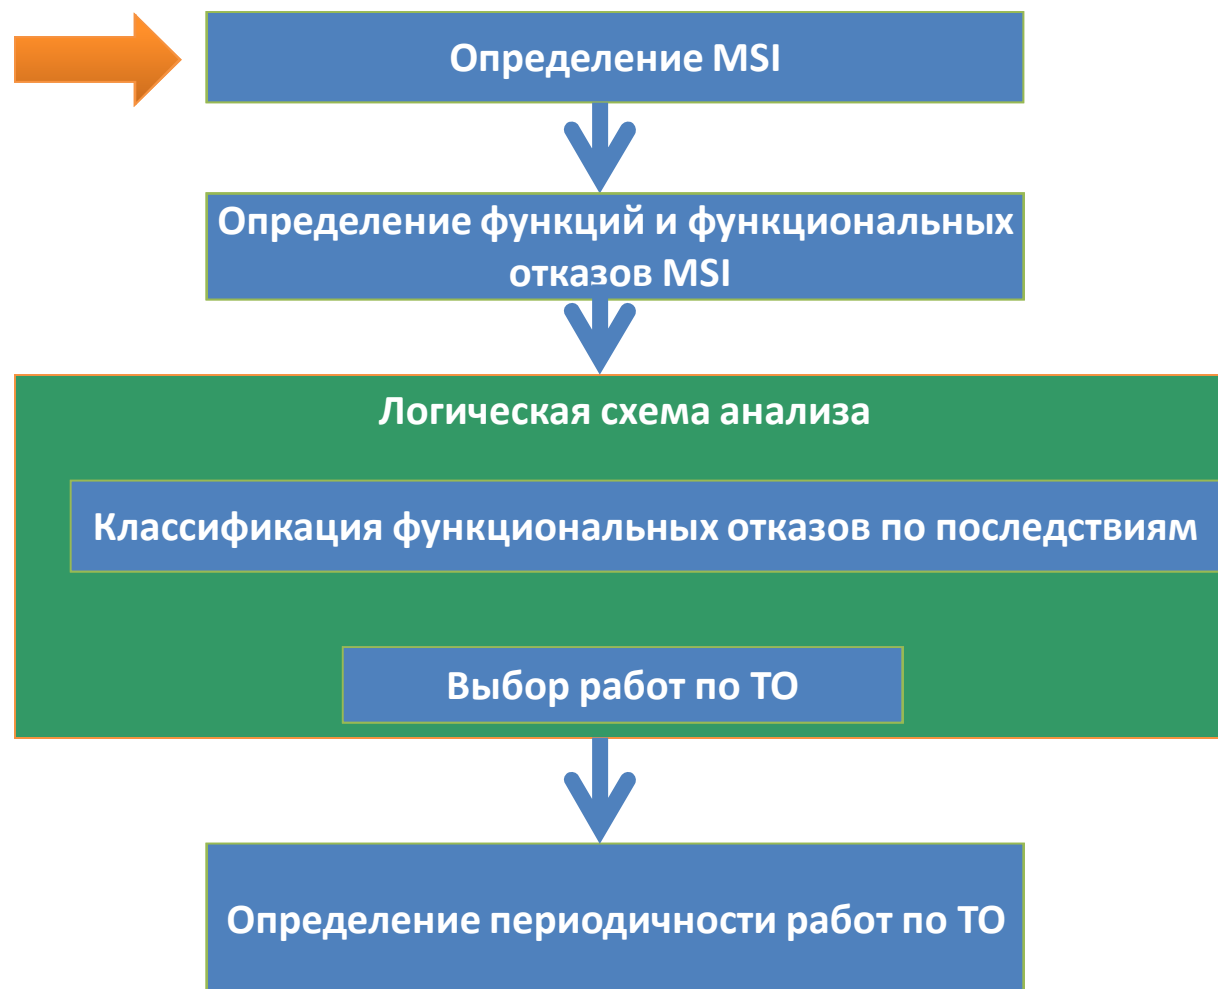 Определение MSI
Определение функций и функциональных
отказов MSI
Логическая схема анализа
Классификация функциональных отказов по последствиям
Выбор работ по ТО
Определение периодичности работ по ТО